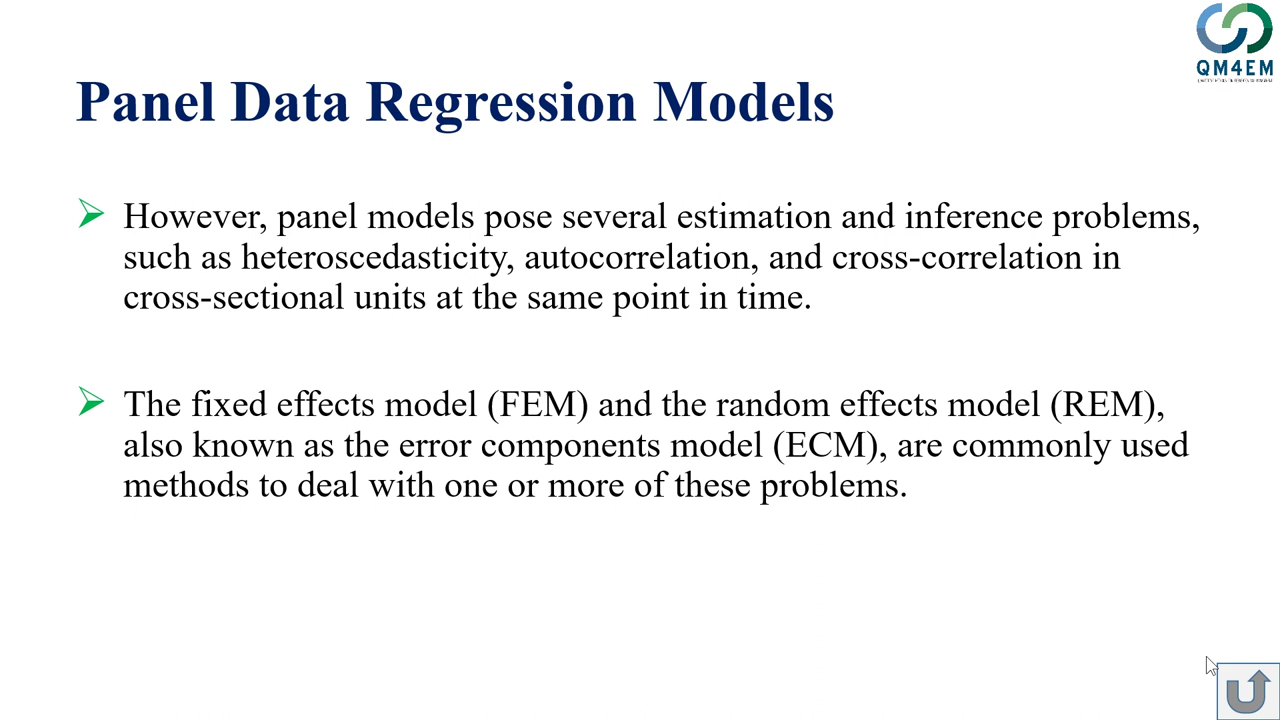 QM4EM
Panel Data Regression Models
However, panel models pose several estimation and inference problems,
such as heteroscedasticity, autocorrelation, and cross-correlation in
cross-sectional units at the same point in time.
The fixed effects model (FEM) and the random effects model (REM),
also known as the error components model (ECM), are commonly used
methods to deal with one or more of these problems.